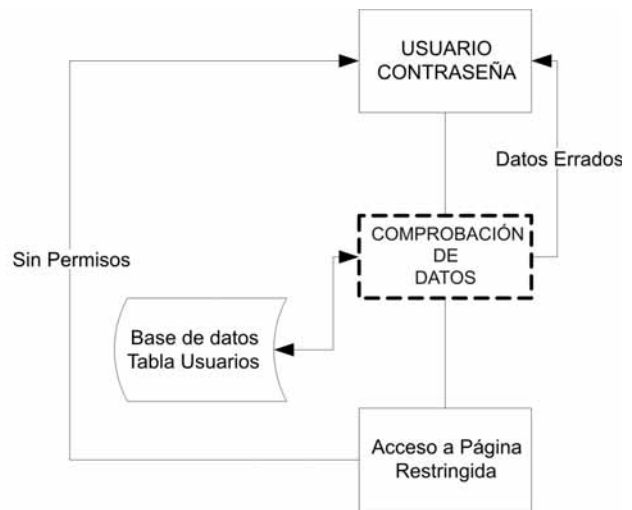 USUARIO
CONTRASEÑA
Datos Errados
COMPROBACIÓN
DE
DATOS
Sin Permisos
Base de datos
Tabla Usuarios
Acceso a Página
Restringida